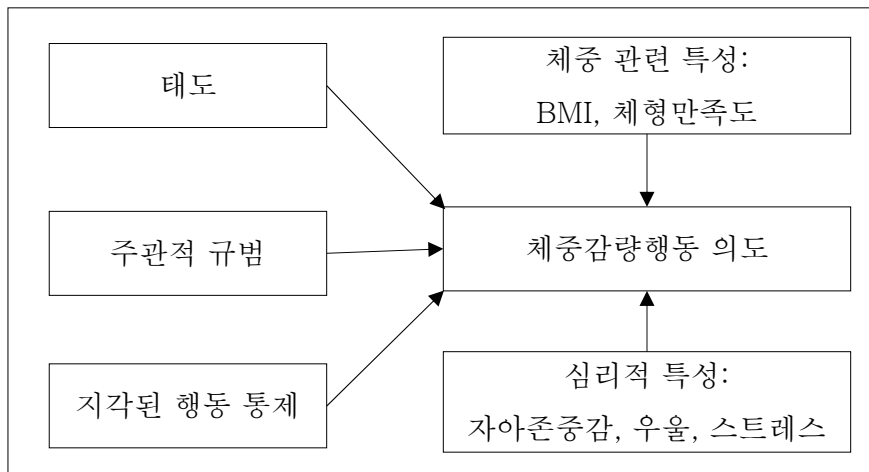 태도
체중 관련 특성:
BMI, 체형만족도
주관적 규범
체중감량행동 의도
지각된 행동 통제
심리적 특성:
자아존중감, 우울, 스트레스